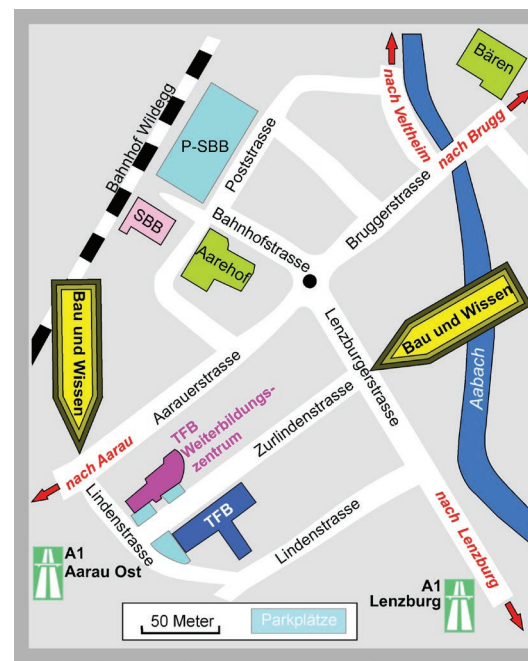 Bären
Bahnhof Wildegg
P-SBB
nach Veltheim
nach Brugg
Poststrasse
SBB
Bahnhofstrasse
Bruggerstrasse
Aarehof
Bau und Wissen
Bau und Wissen
Lenzburgerstrasse
Aabach
Aarauerstrasse
TFB
Weiterbildungs-
zentrum
Zurlindenstrasse
nach Aarau
Lindenstrasse
TFB
Lindenstrasse
nach Lenzburg
A1
Aarau Ost
A1
Lenzburg
50 Meter
Parkplätze